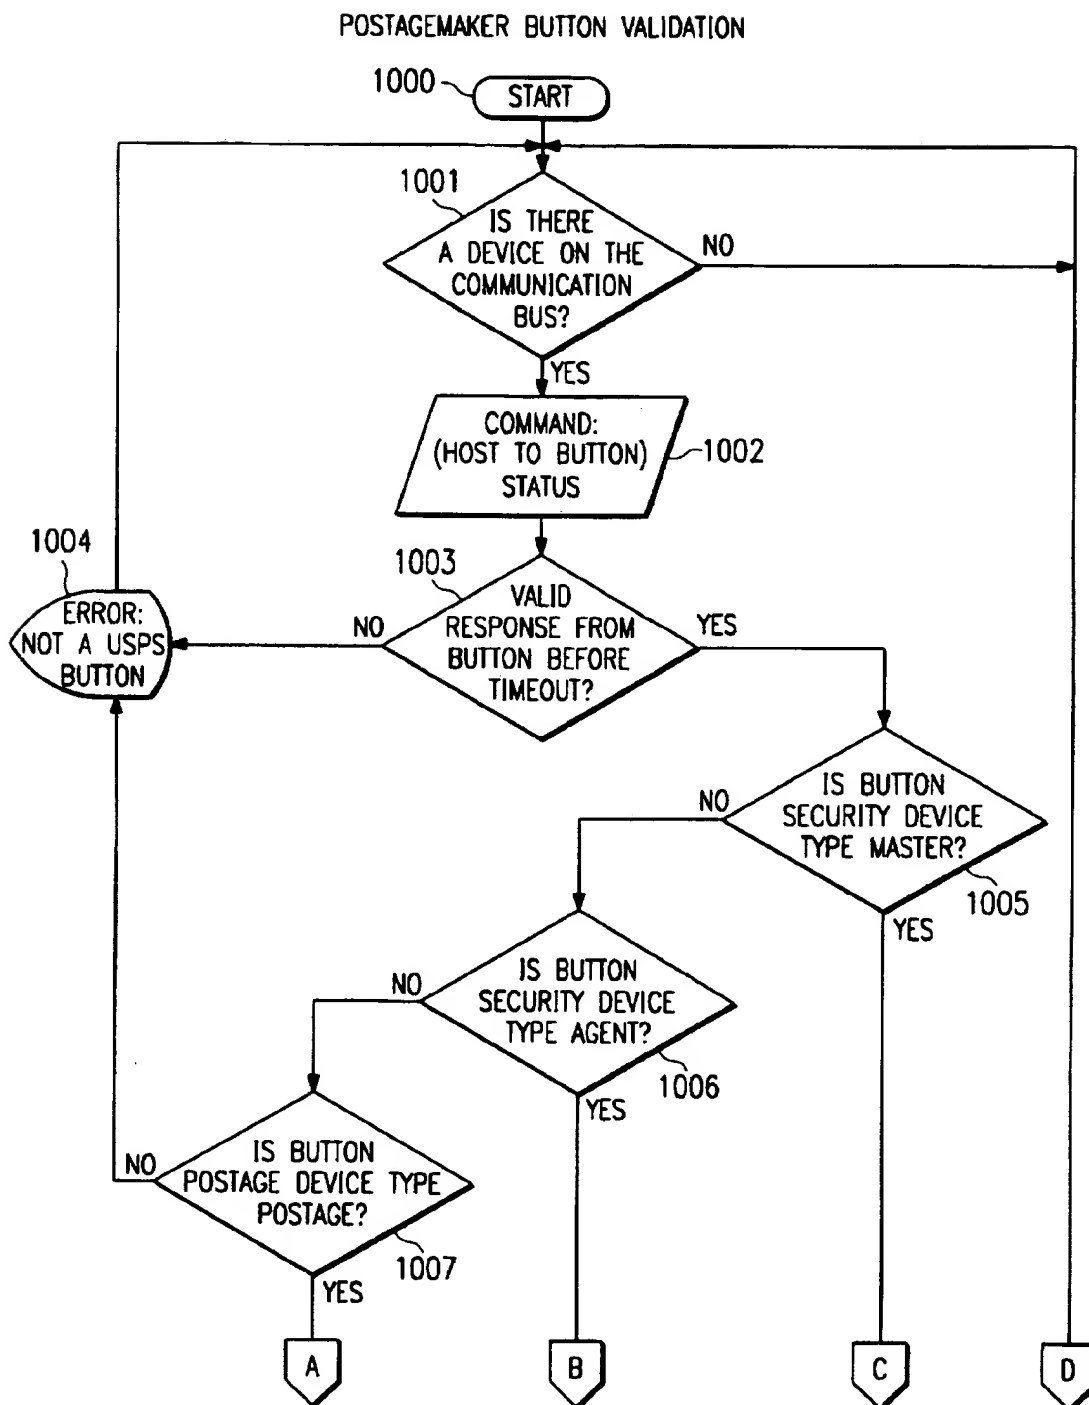 POSTAGEMAKER BUTTON VALIDATION
1000
START
1001
IS THERE
A DEVICE ON THE
COMMUNICATION
BUS?
NO
YES
COMMAND:
(HOST TO BUTTON)
STATUS
1002
1004
ERROR:
NOT A USPS
BUTTON
1003
VALID
RESPONSE FROM
BUTTON BEFORE
TIMEOUT?
NO
YES
IS BUTTON
SECURITY DEVICE
TYPE MASTER?
NO
1005
YES
IS BUTTON
SECURITY DEVICE
TYPE AGENT?
NO
1006
YES
IS BUTTON
POSTAGE DEVICE TYPE
POSTAGE?
NO
1007
YES
A
B
C
D